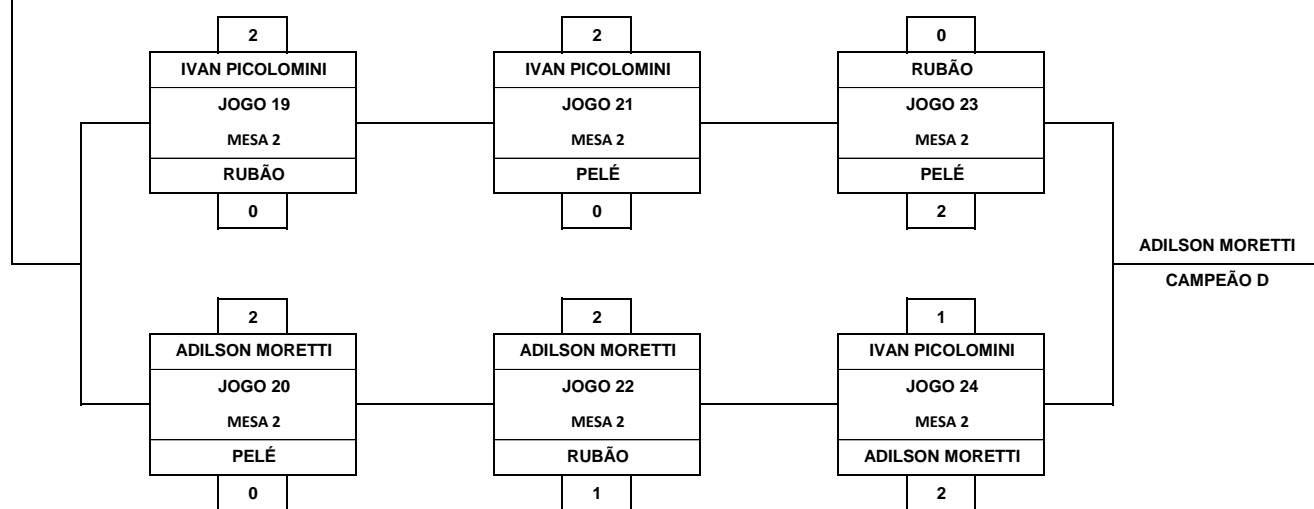 2
IVAN PICOLOMINI
JOGO 19
MESA 2
RUBÃO
0
2
IVAN PICOLOMINI
JOGO 21
MESA 2
PELÉ
0
0
RUBÃO
JOGO 23
MESA 2
PELÉ
2
ADILSON MORETTI
CAMPEÃO D
2
ADILSON MORETTI
JOGO 20
MESA 2
PELÉ
0
2
ADILSON MORETTI
JOGO 22
MESA 2
RUBÃO
1
1
IVAN PICOLOMINI
JOGO 24
MESA 2
ADILSON MORETTI
2